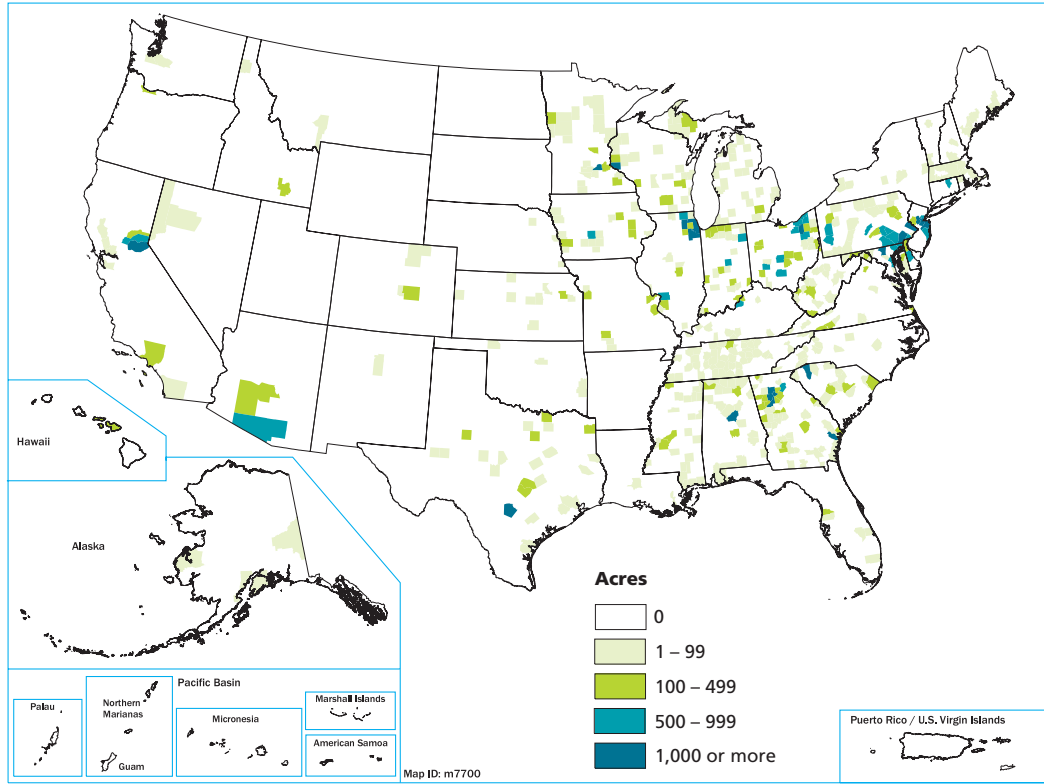 Hawaii
Alaska
Acres
0
1 – 99
100 – 499
500 – 999
1,000 or more
Pacific Basin
Palau
Northern
Marianas
Guam
Micronesia
Marshall Islands
American Samoa
Map ID: m7700
Puerto Rico / U.S. Virgin Islands